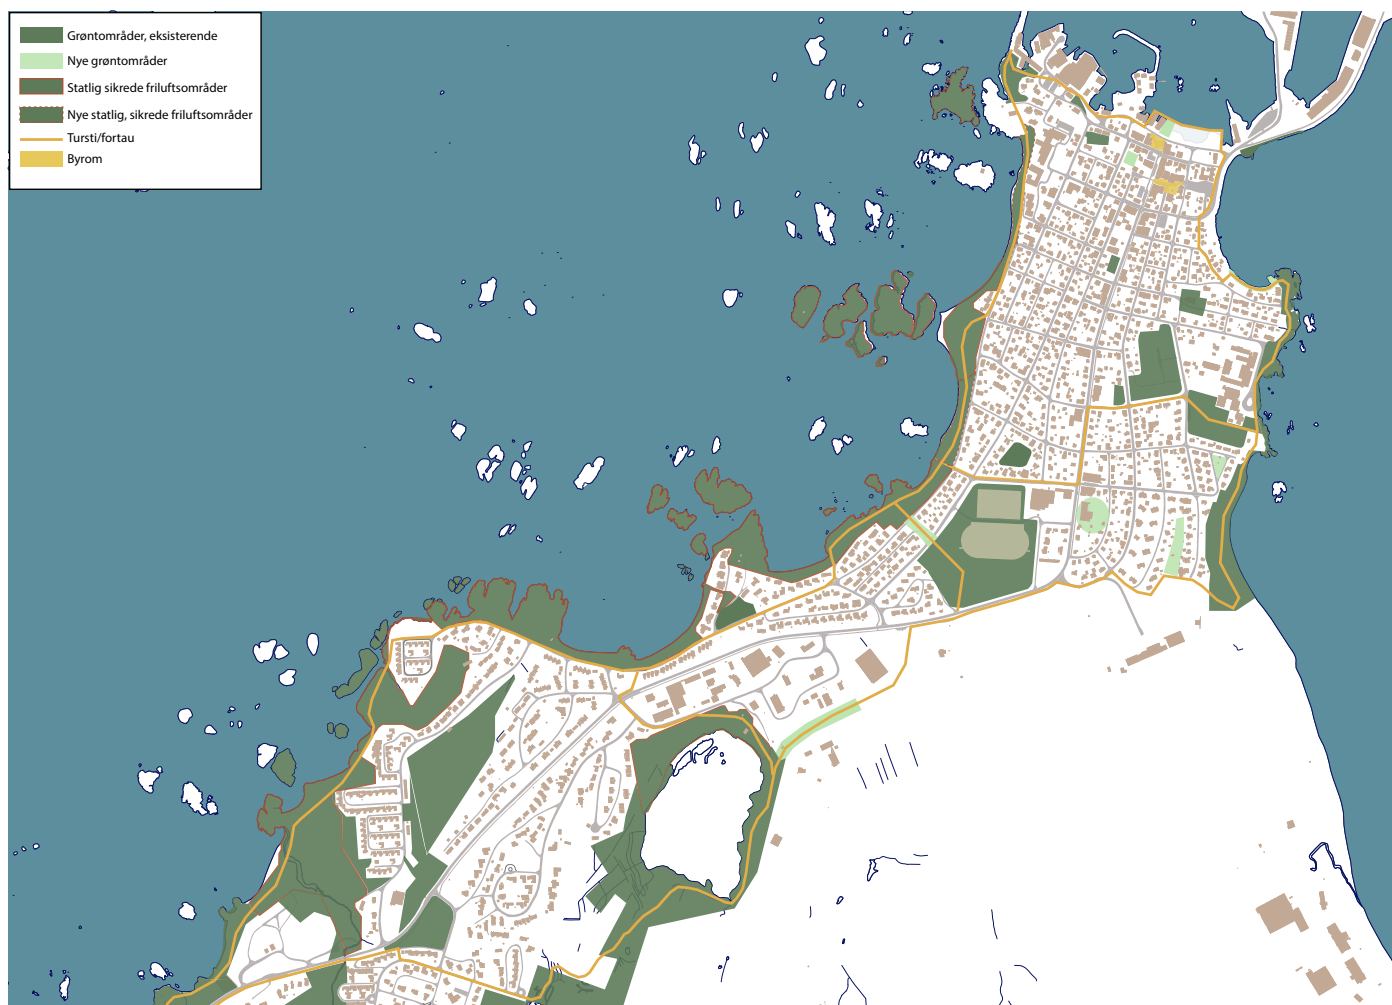 Grøntområder, eksisterende
Nye grøntområder
Statlig sikrede friluftsområder
Nye statlig, sikrede friluftsområder
Tursti/fortau
Byrom